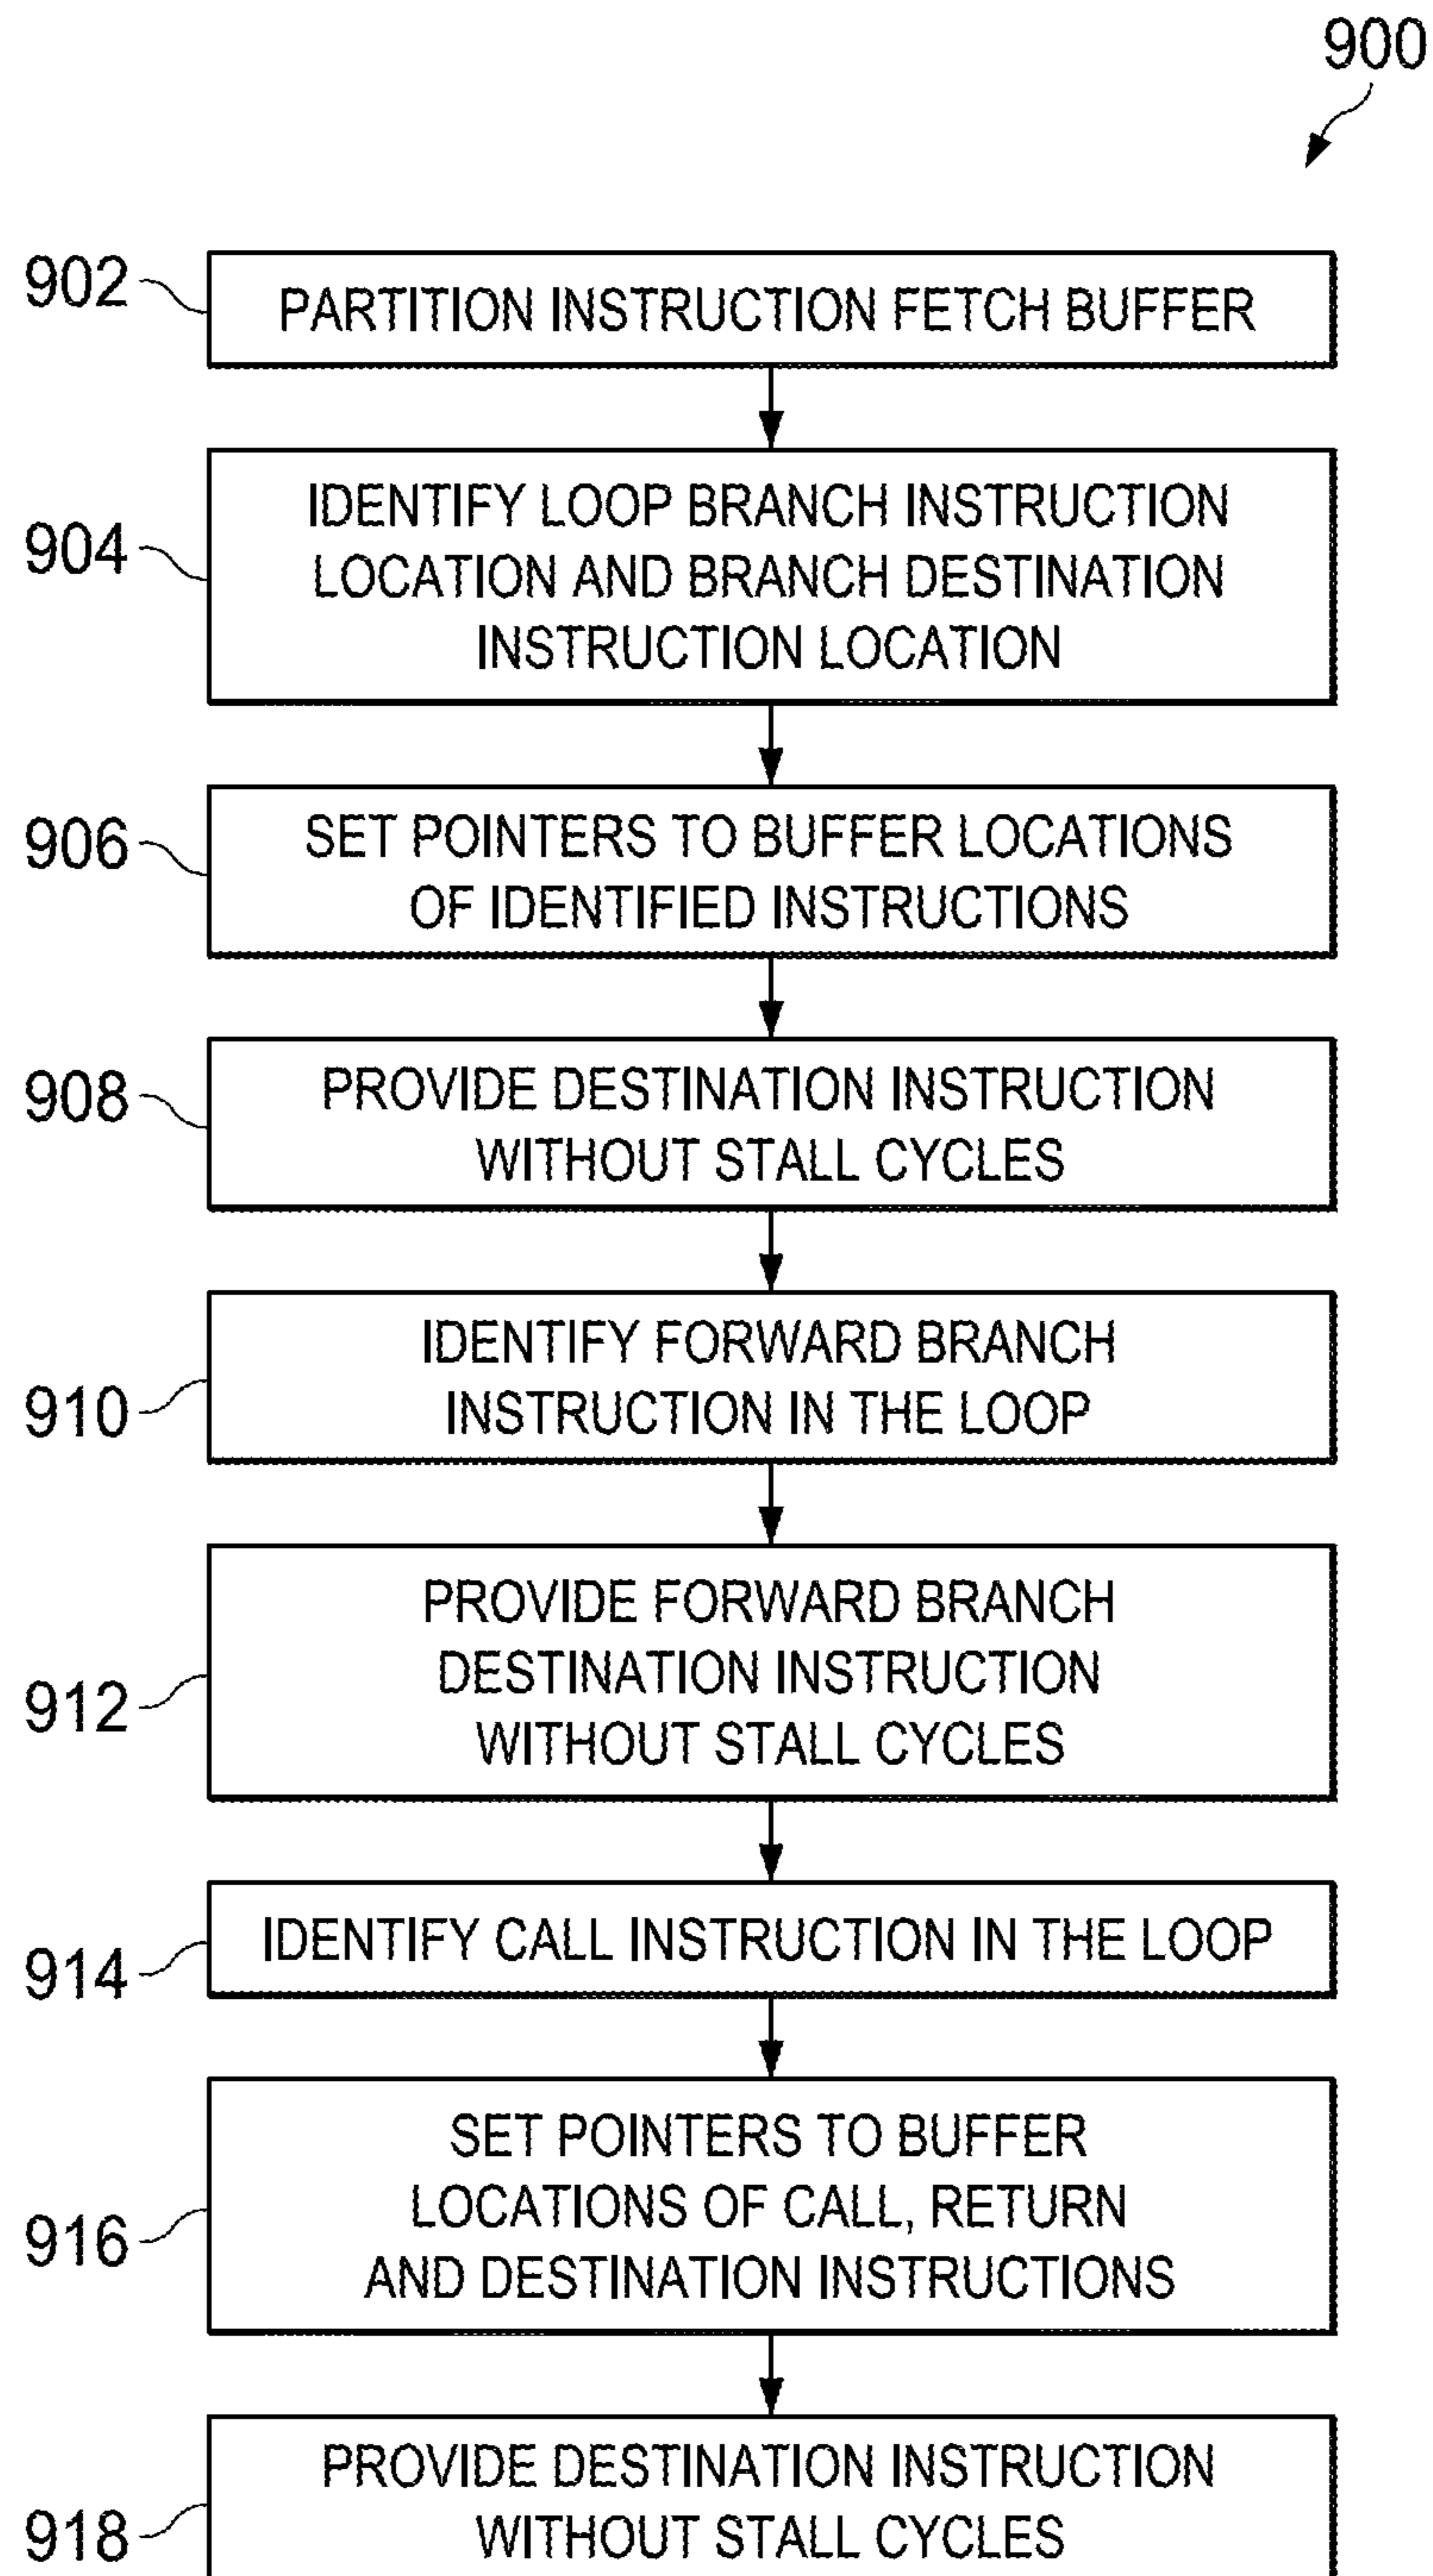 900
902
PARTITION INSTRUCTION FETCH BUFFER
904
IDENTIFY LOOP BRANCH INSTRUCTION
LOCATION AND BRANCH DESTINATION
INSTRUCTION LOCATION
906
SET POINTERS TO BUFFER LOCATIONS
OF IDENTIFIED INSTRUCTIONS
908
PROVIDE DESTINATION INSTRUCTION
WITHOUT STALL CYCLES
910
IDENTIFY FORWARD BRANCH
INSTRUCTION IN THE LOOP
912
PROVIDE FORWARD BRANCH
DESTINATION INSTRUCTION
WITHOUT STALL CYCLES
914
IDENTIFY CALL INSTRUCTION IN THE LOOP
916
SET POINTERS TO BUFFER
LOCATIONS OF CALL, RETURN
AND DESTINATION INSTRUCTIONS
918
PROVIDE DESTINATION INSTRUCTION
WITHOUT STALL CYCLES